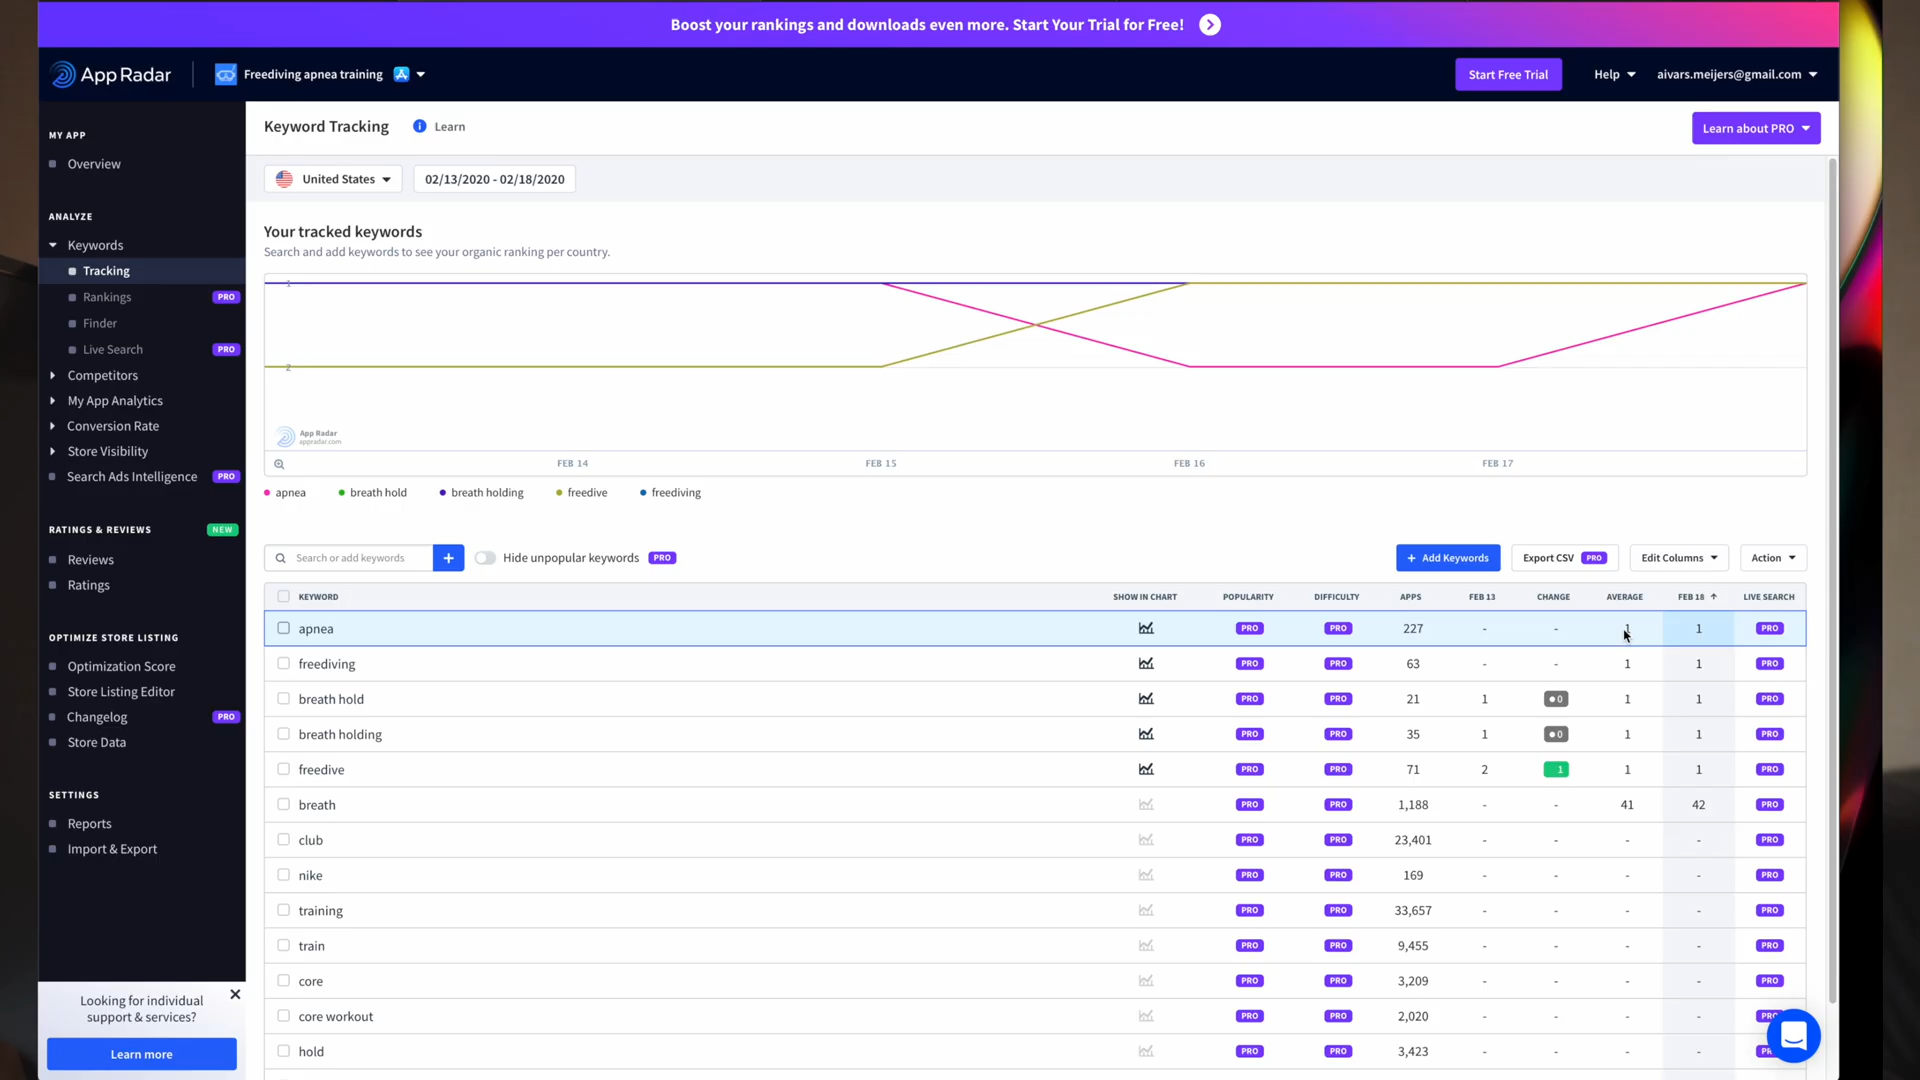 Boost your rankings and downloads even more. Start Your Trial for Free!
App Radar
Freediving apnea training
Start Free Trial
Help
aivars.meijers@gmail.com
MY APP
Overview
ANALYZE
Keywords
Tracking
Rankings PRO
Finder
Live Search PRO
Competitors
My App Analytics
Conversion Rate
Store Visibility
Search Ads Intelligence PRO
RATINGS & REVIEWS NEW
Reviews
Ratings
OPTIMIZE STORE LISTING
Optimization Score
Store Listing Editor
Changelog PRO
Store Data
SETTINGS
Reports
Import & Export
Looking for individual
support & services?
Learn more
Keyword Tracking
Learn
Learn about PRO
United States
02/13/2020 - 02/18/2020
Your tracked keywords
Search and add keywords to see your organic ranking per country.
1
2
App Radar
appradar.com
FEB 14 FEB 15 FEB 16 FEB 17
apnea breath hold breath holding freedive freediving
Search or add keywords
+
Hide unpopular keywords PRO
+ Add Keywords
Export CSV PRO
Edit Columns
Action
KEYWORD SHOW IN CHART POPULARITY DIFFICULTY APPS FEB 13 CHANGE AVERAGE FEB 18 LIVE SEARCH
apnea PRO PRO 227 - - 1 1 PRO
freediving PRO PRO 63 - - 1 1 PRO
breath hold PRO PRO 21 1 0 1 1 PRO
breath holding PRO PRO 35 1 0 1 1 PRO
freedive PRO PRO 71 2 1 1 1 PRO
breath PRO PRO 1,188 - - 41 42 PRO
club PRO PRO 23,401 - - - - PRO
nike PRO PRO 169 - - - - PRO
training PRO PRO 33,657 - - - - PRO
train PRO PRO 9,455 - - - - PRO
core PRO PRO 3,209 - - - - PRO
core workout PRO PRO 2,020 - - - - PRO
hold PRO PRO 3,423 - - - -